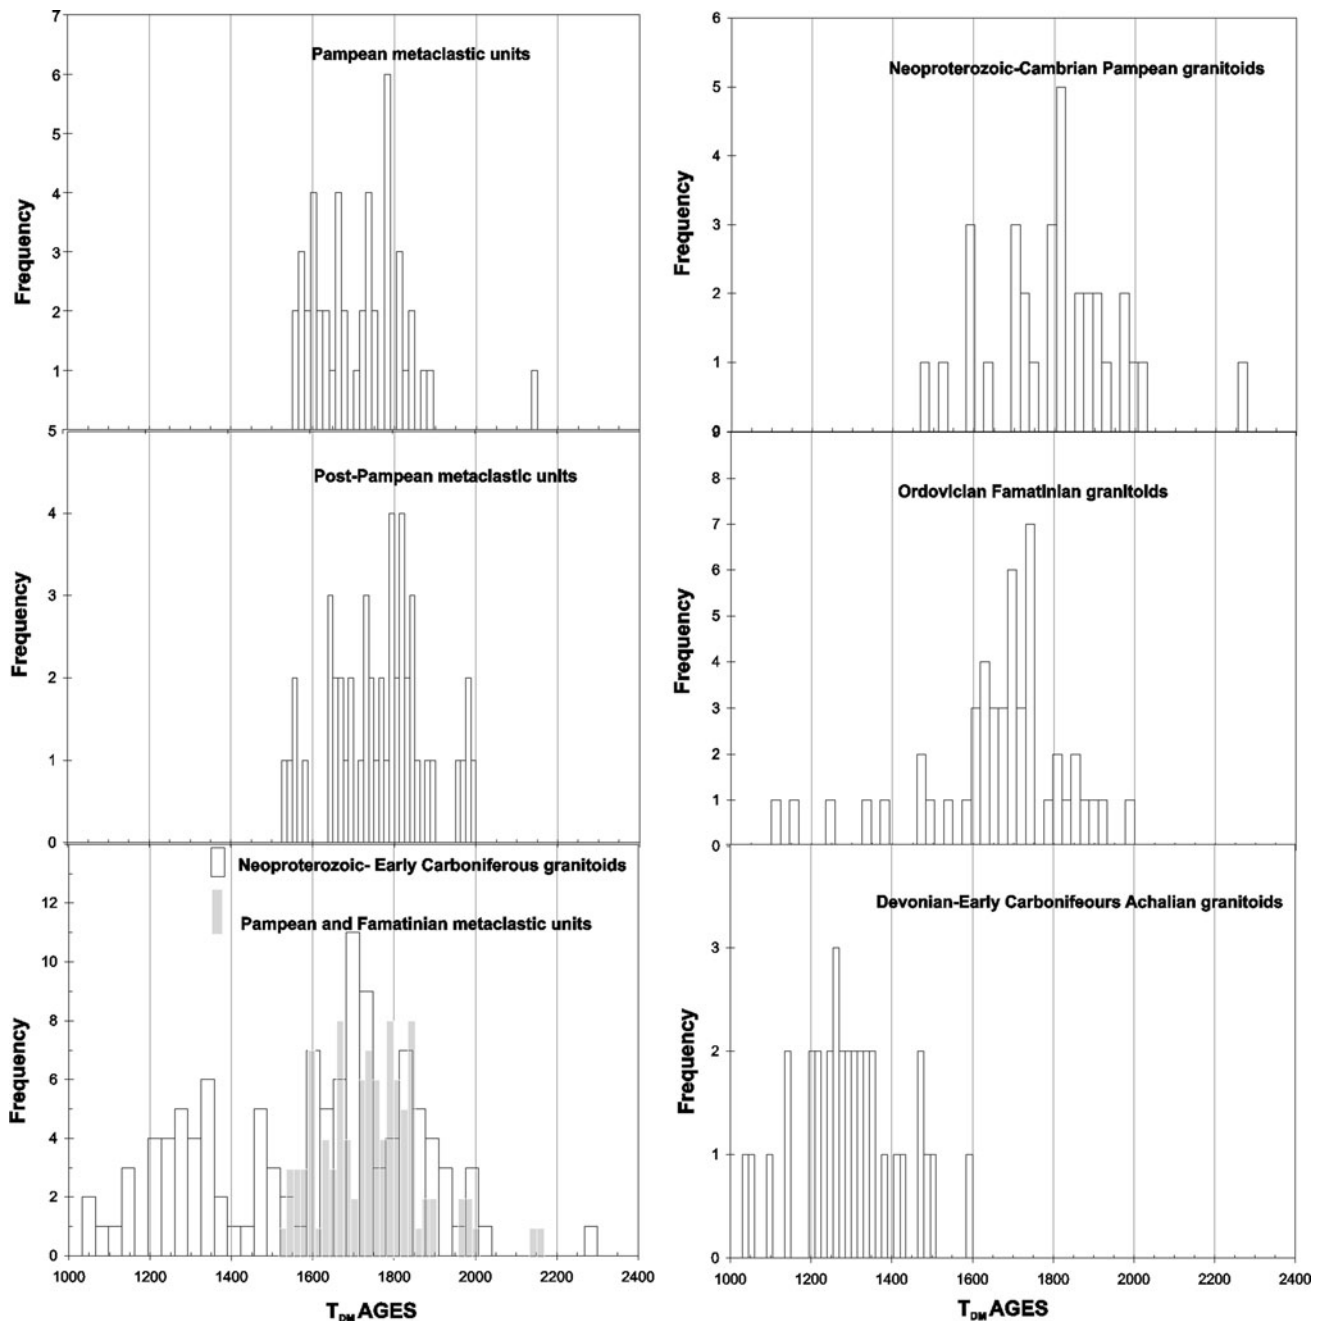 Pampean metaclastic units
Frequency
7
6
5
4
3
2
1
5
Post-Pampean metaclastic units
Frequency
4
3
2
1
0
Neoproterozoic- Early Carboniferous granitoids
Pampean and Famatinian metaclastic units
Frequency
12
10
8
6
4
2
0
1000 1200 1400 1600 1800 2000 2200 2400
TDM AGES
Neoproterozoic-Cambrian Pampean granitoids
Frequency
6
5
4
3
2
1
0
9
Ordovician Famatinian granitoids
Frequency
8
7
6
5
4
3
2
1
0
Devonian-Early Carbonifeours Achalian granitoids
Frequency
3
2
1
0
1000 1200 1400 1600 1800 2000 2200 2400
TDM AGES